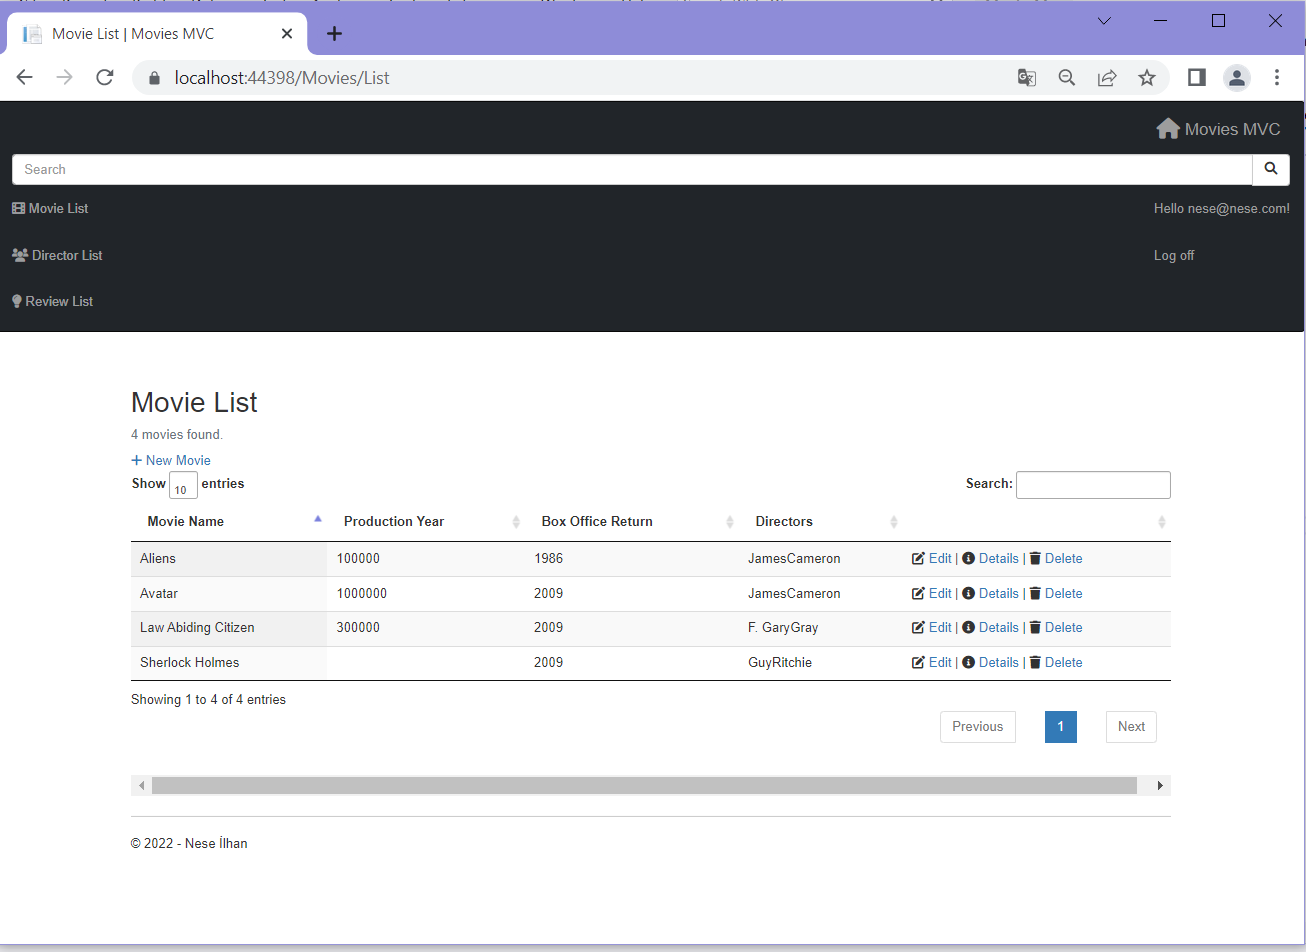 Movie List | Movies MVC
localhost:44398/Movies/List
Movies MVC
Search
Movie List
Hello nese@nese.com!
Director List
Log off
Review List
Movie List
4 movies found.
+ New Movie
Show 10 entries
Search:
Movie Name Production Year Box Office Return Directors
Aliens 100000 1986 JamesCameron Edit | Details | Delete
Avatar 1000000 2009 JamesCameron Edit | Details | Delete
Law Abiding Citizen 300000 2009 F. GaryGray Edit | Details | Delete
Sherlock Holmes 2009 GuyRitchie Edit | Details | Delete
Showing 1 to 4 of 4 entries
Previous 1 Next
© 2022 - Nese İlhan